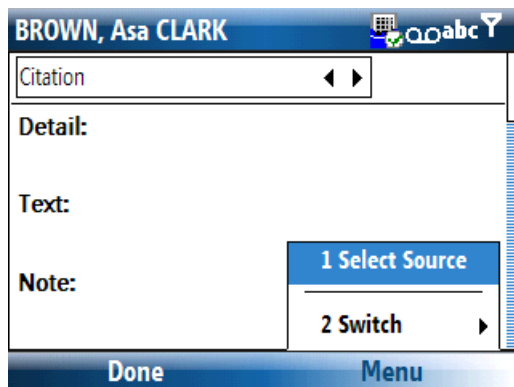 BROWN, Asa CLARK abc
Citation
Detail:
Text:
Note:
1 Select Source
2 Switch
Done Menu